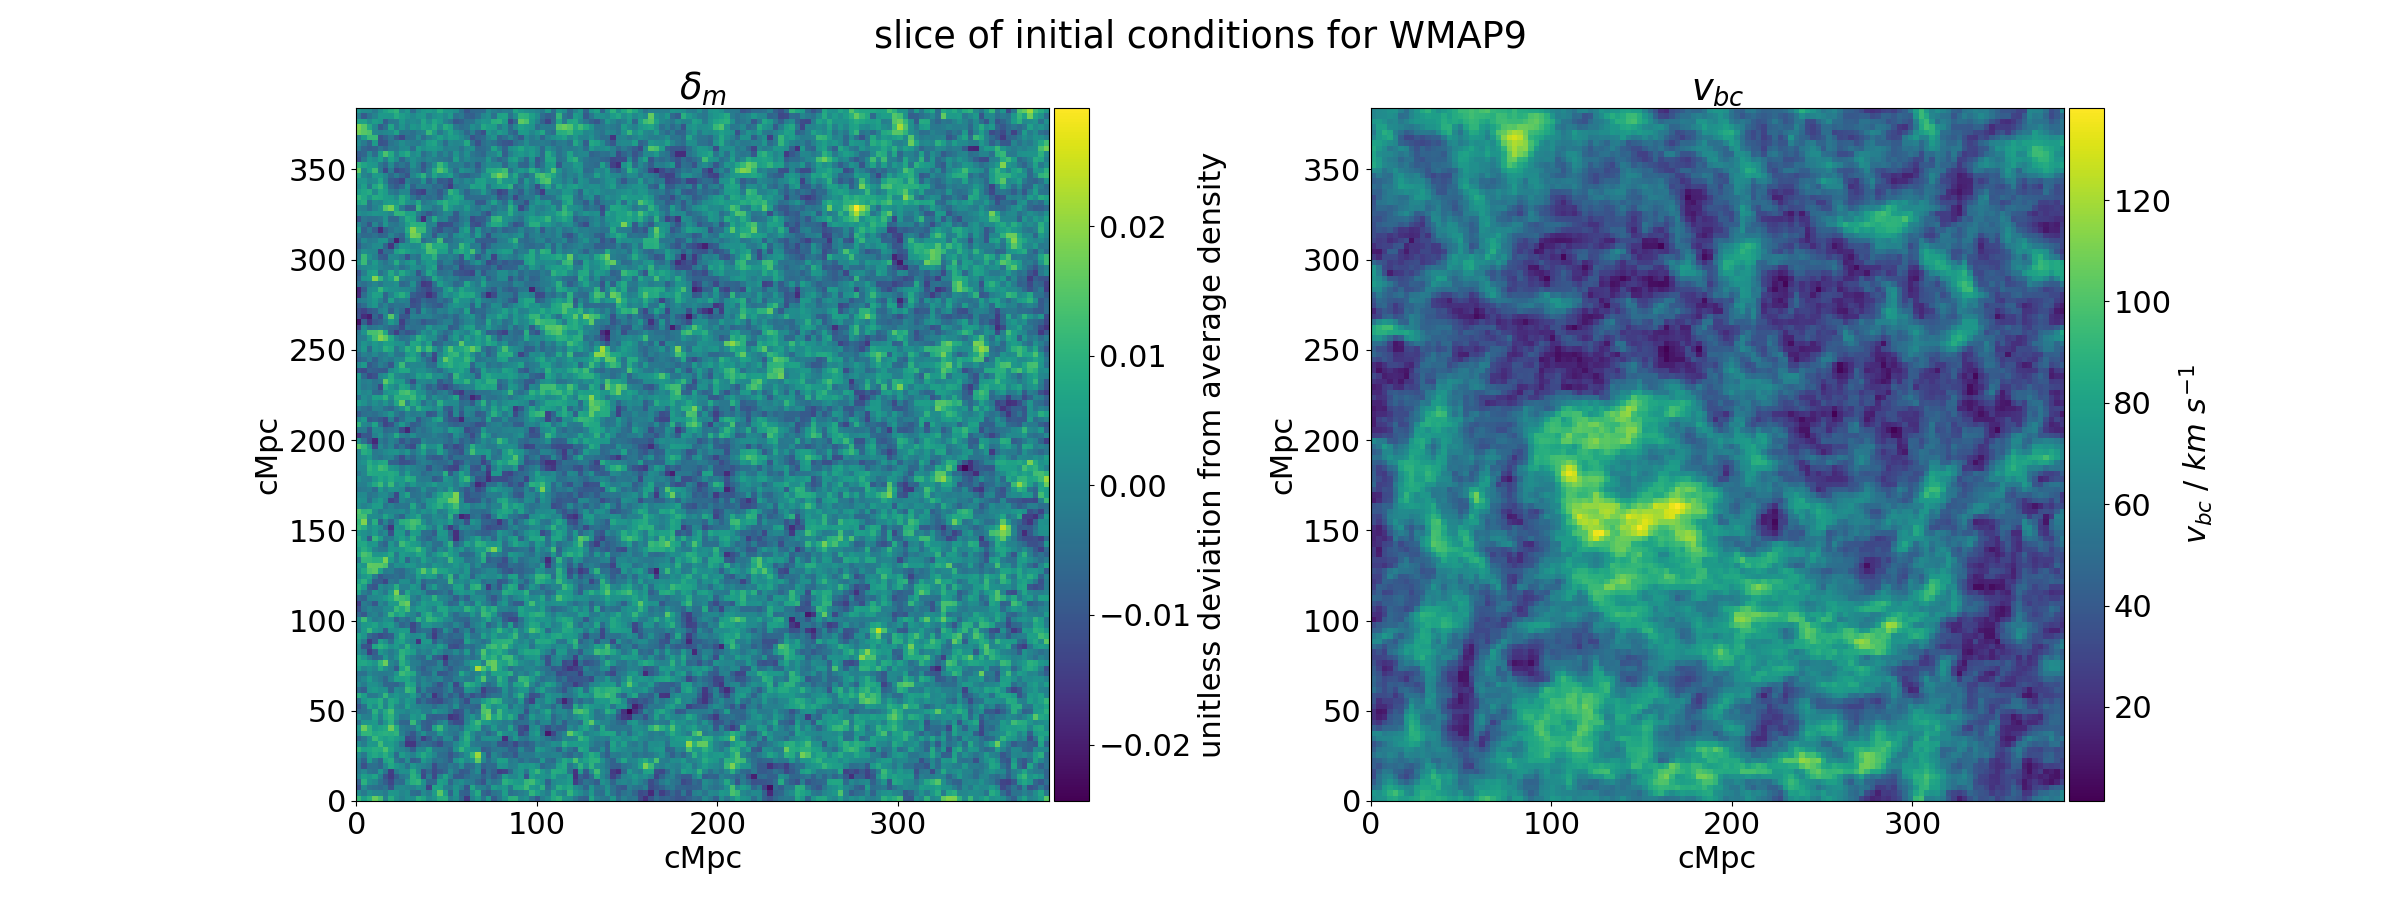 slice of initial conditions for WMAP9
δ_m
350
300
250
200
150
100
50
0
cMpc
0 100 200 300
cMpc
0.02
0.01
0.00
−0.01
−0.02
unitless deviation from average density
v_bc
350
300
250
200
150
100
50
0
cMpc
0 100 200 300
cMpc
120
100
80
60
40
20
v_bc / km s⁻¹